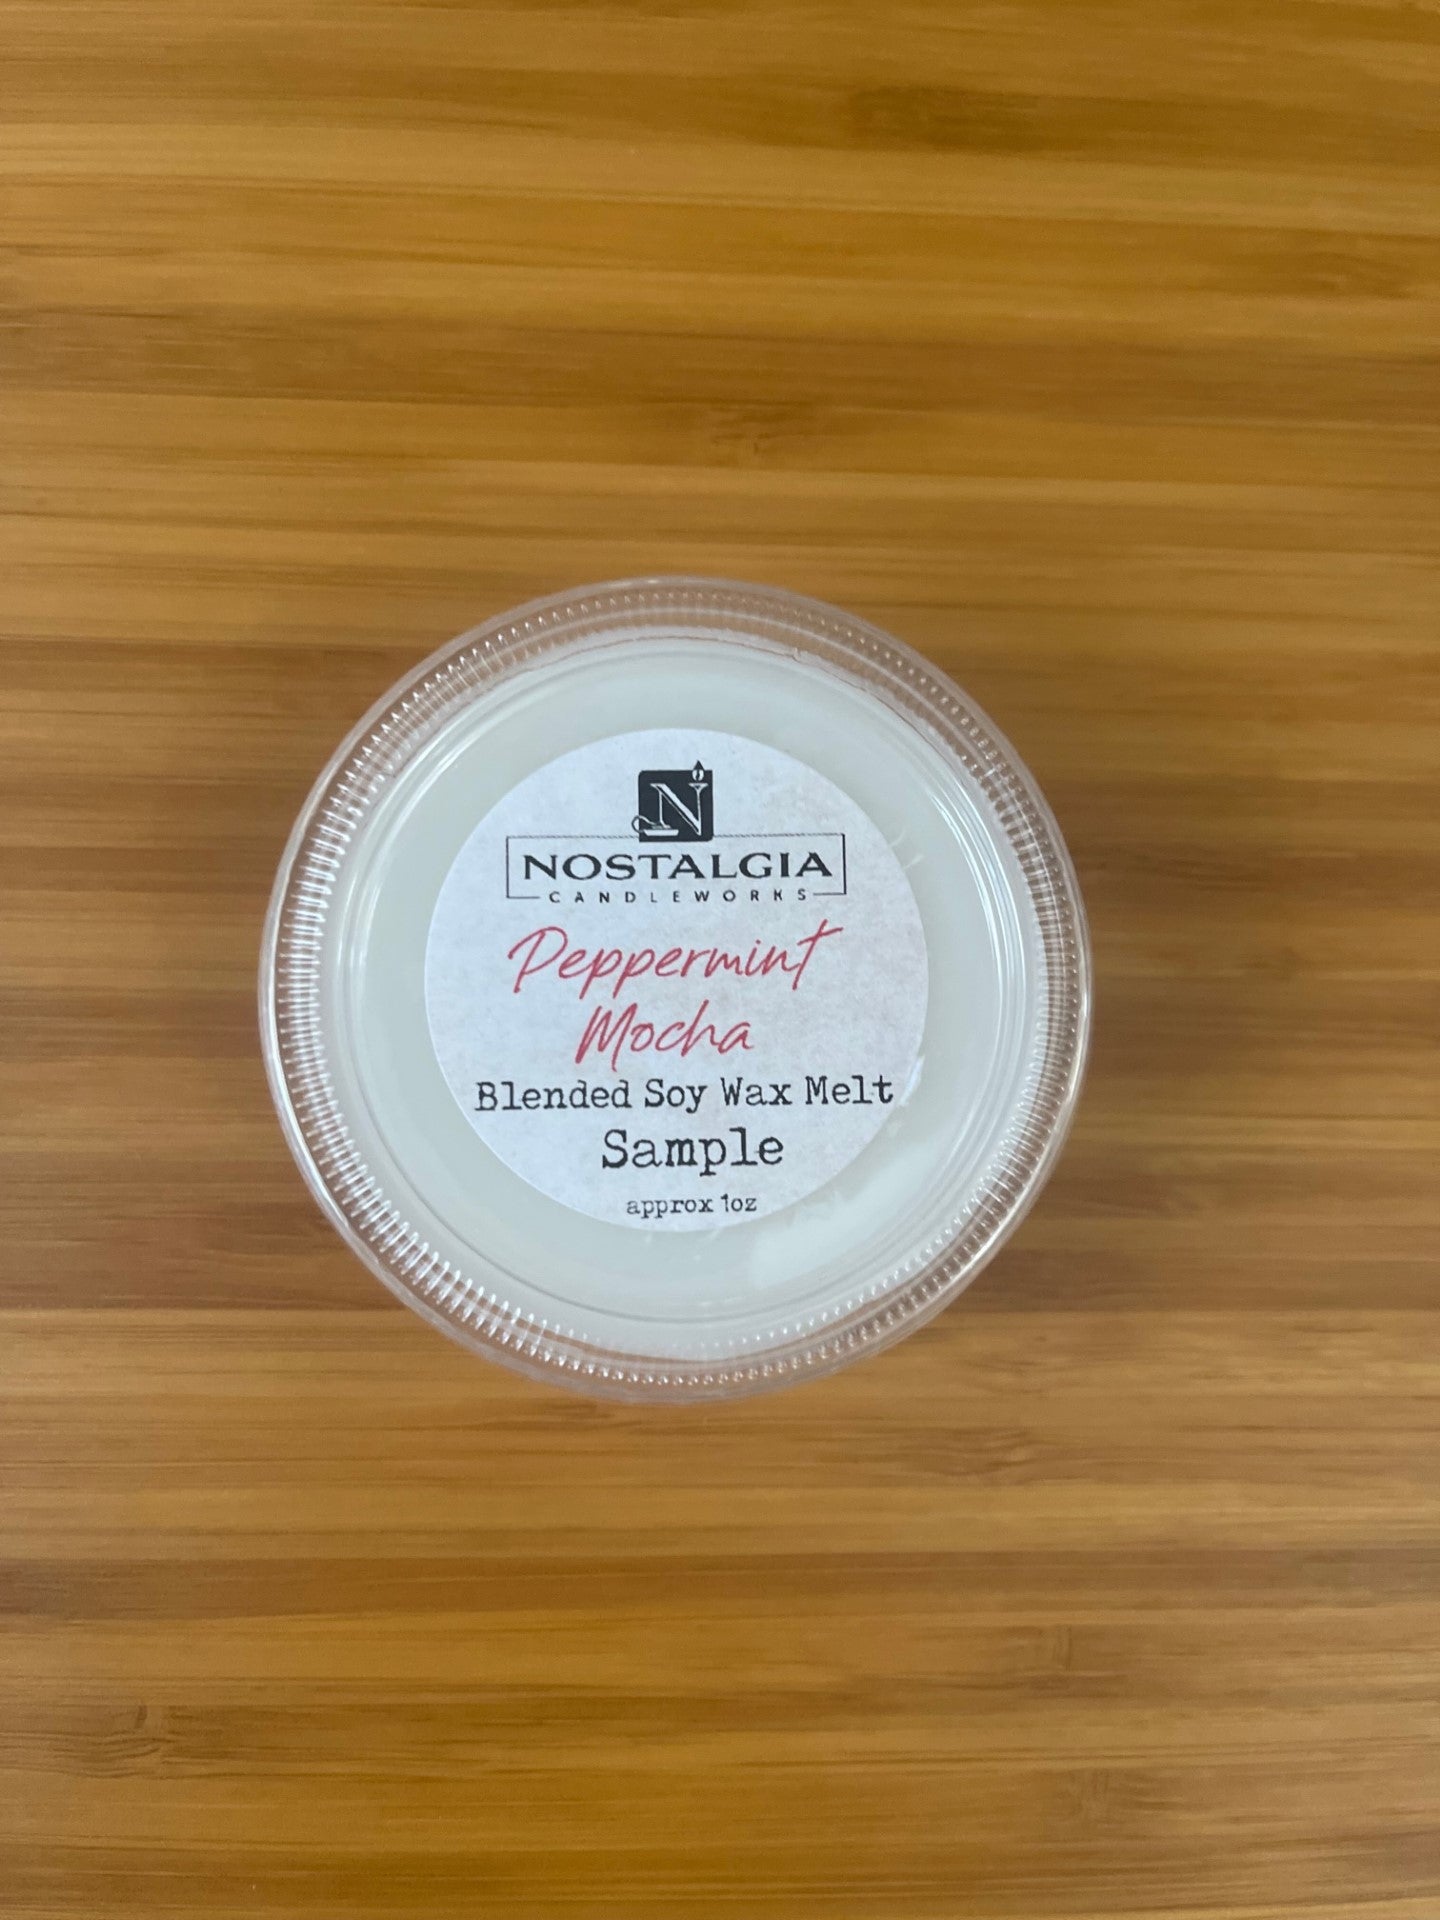 N
NOSTALGIA
CANDLEWORKS
Peppermint
Mocha
Blended Soy Wax Melt
Sample
approx 1oz